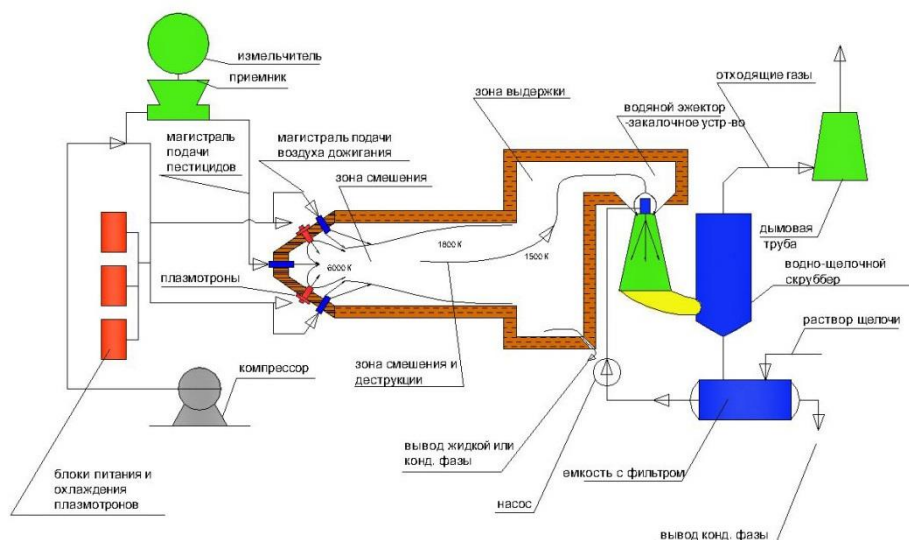 измельчитель
приемник
магистраль
подачи
пестицидов
магистраль подачи
воздуха дожигания
зона смешения
зона выдержки
водяной эжектор
-закалочное устр-во
отходящие газы
дымовая
труба
плазмотроны
6000 К
1800 К
1500 К
водно-щелочной
скруббер
раствор щелочи
компрессор
зона смешения и
деструкции
блоки питания и
охлаждения
плазмотронов
вывод жидкой или
конд. фазы
насос
емкость с фильтром
вывод конд. фазы